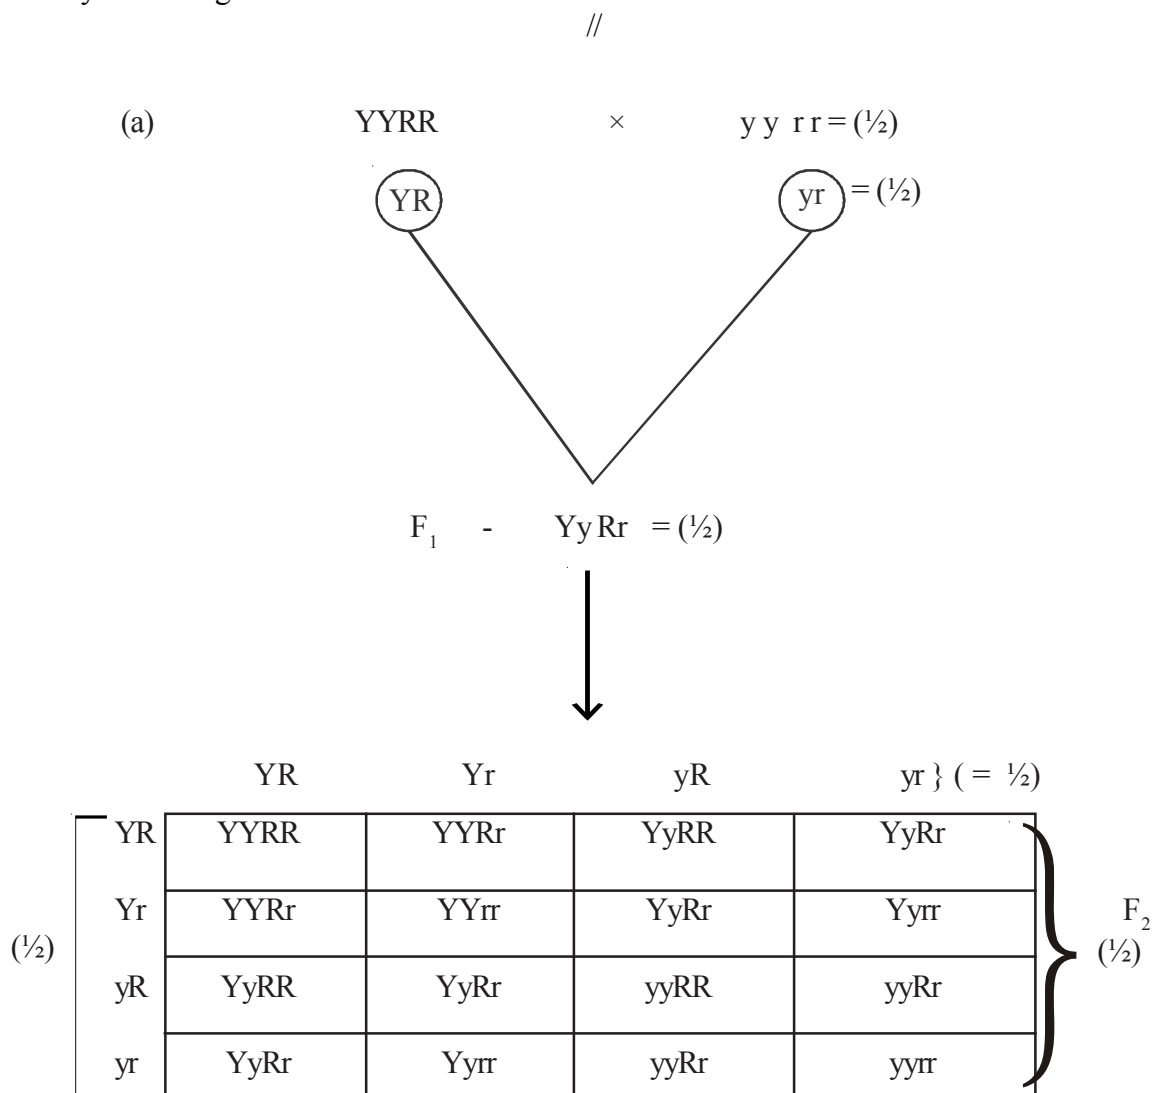 //
(a) YYRR × y y r r = (½)
YR yr = (½)
F₁ - Yy Rr = (½)
YR Yr yR yr } ( = ½)
YR YYRR YYRr YyRR YyRr
Yr YYRr YYrr YyRr Yyrr F₂
(½) (½)
yR YyRR YyRr yyRR yyRr
yr YyRr Yyrr yyRr yyrr